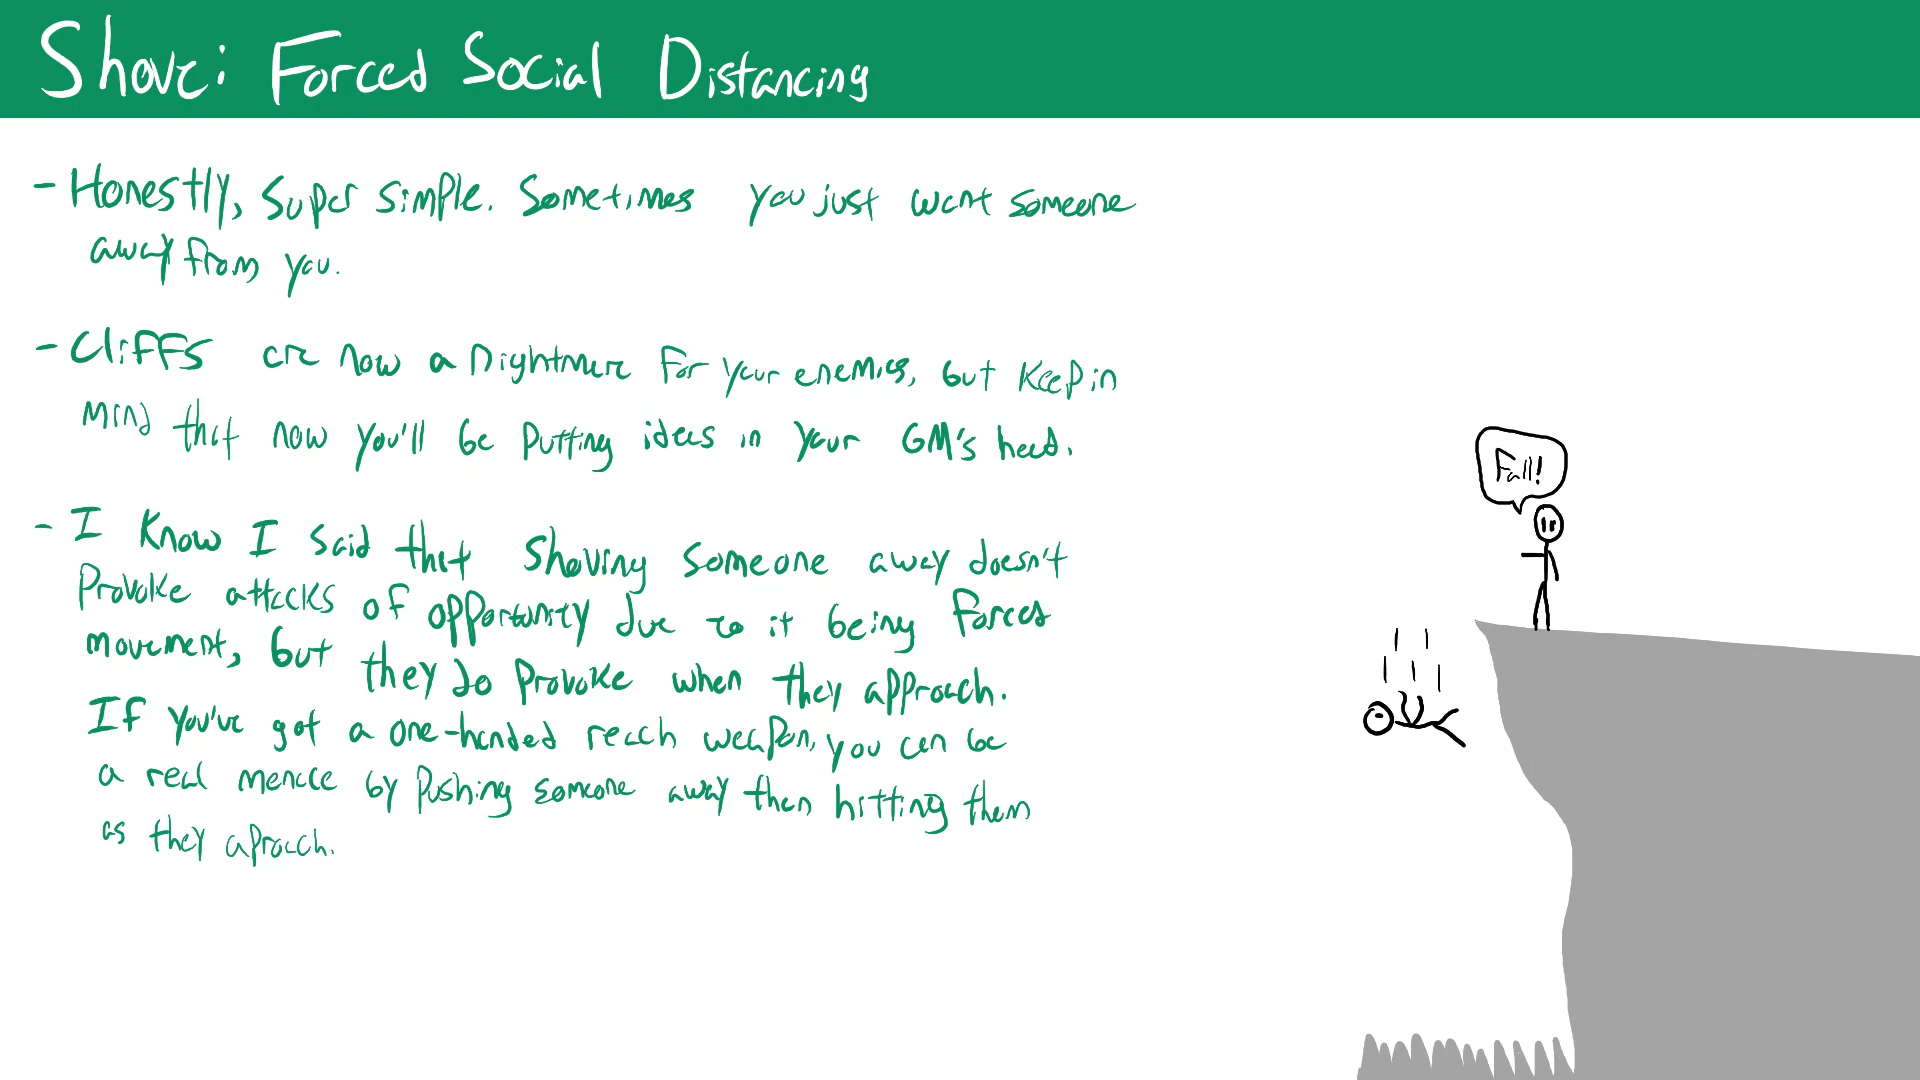 Shove: Forced Social Distancing
- Honestly, super simple. Sometimes you just want someone
away from you.
- Cliffs are now a nightmare for your enemies, but keep in
mind that now you'll be putting ideas in your GM's head.
- I know I said that shoving someone away doesn't
provoke attacks of opportunity due to it being forced
movement, but they do provoke when they approach.
If you've got a one-handed reach weapon, you can be
a real menace by pushing someone away then hitting them
as they aproach.
Fall!